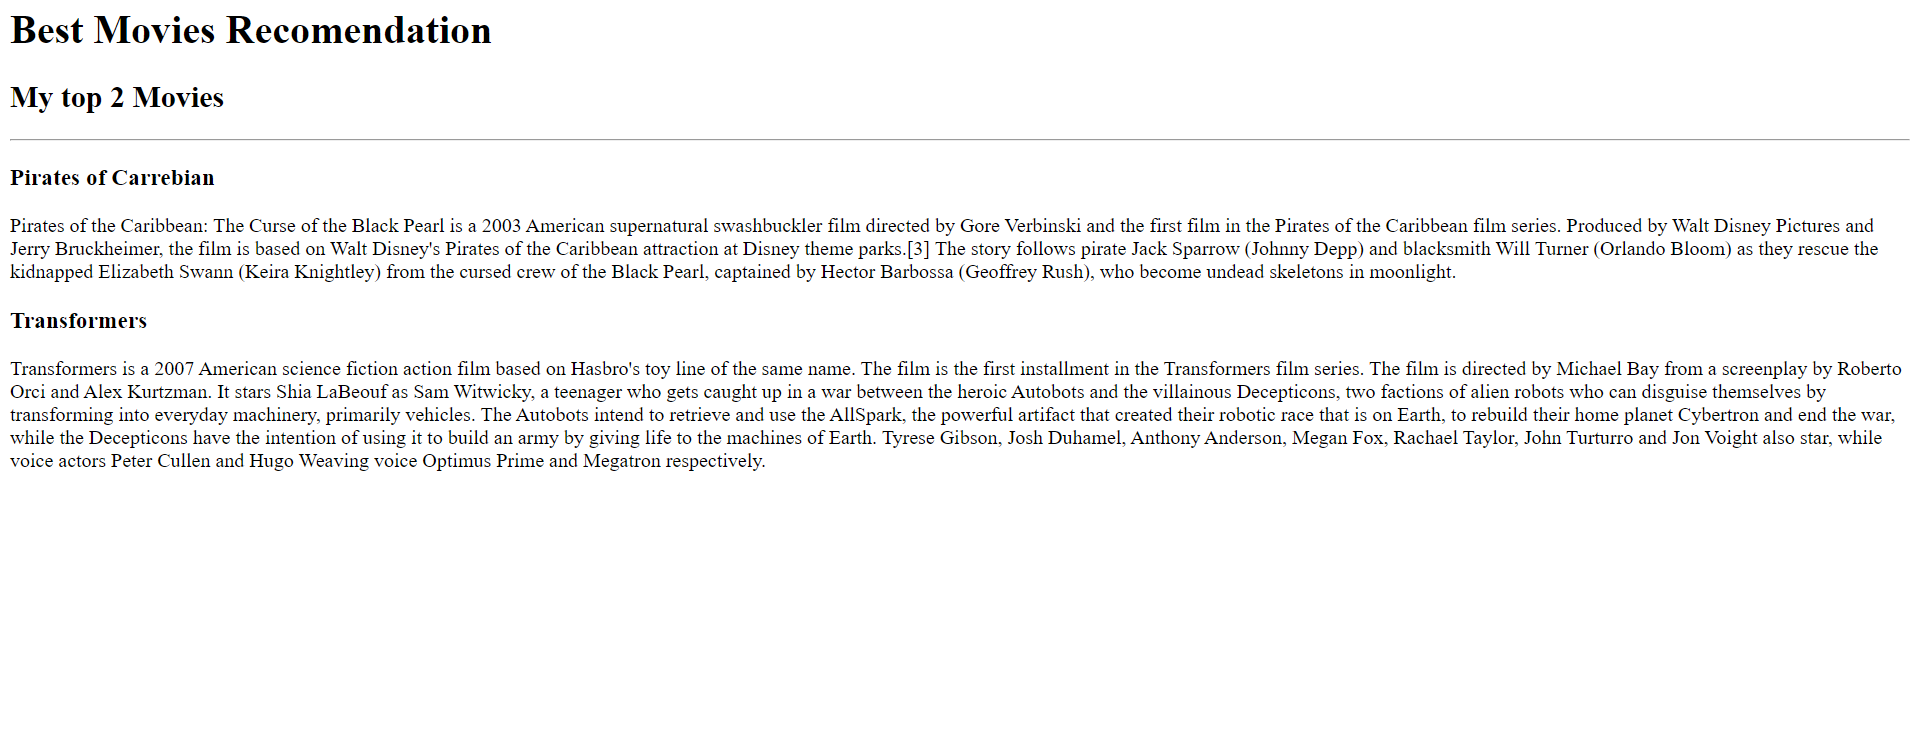 Best Movies Recomendation
My top 2 Movies
Pirates of Carrebian
Pirates of the Caribbean: The Curse of the Black Pearl is a 2003 American supernatural swashbuckler film directed by Gore Verbinski and the first film in the Pirates of the Caribbean film series. Produced by Walt Disney Pictures and
Jerry Bruckheimer, the film is based on Walt Disney's Pirates of the Caribbean attraction at Disney theme parks.[3] The story follows pirate Jack Sparrow (Johnny Depp) and blacksmith Will Turner (Orlando Bloom) as they rescue the
kidnapped Elizabeth Swann (Keira Knightley) from the cursed crew of the Black Pearl, captained by Hector Barbossa (Geoffrey Rush), who become undead skeletons in moonlight.
Transformers
Transformers is a 2007 American science fiction action film based on Hasbro's toy line of the same name. The film is the first installment in the Transformers film series. The film is directed by Michael Bay from a screenplay by Roberto
Orci and Alex Kurtzman. It stars Shia LaBeouf as Sam Witwicky, a teenager who gets caught up in a war between the heroic Autobots and the villainous Decepticons, two factions of alien robots who can disguise themselves by
transforming into everyday machinery, primarily vehicles. The Autobots intend to retrieve and use the AllSpark, the powerful artifact that created their robotic race that is on Earth, to rebuild their home planet Cybertron and end the war,
while the Decepticons have the intention of using it to build an army by giving life to the machines of Earth. Tyrese Gibson, Josh Duhamel, Anthony Anderson, Megan Fox, Rachael Taylor, John Turturro and Jon Voight also star, while
voice actors Peter Cullen and Hugo Weaving voice Optimus Prime and Megatron respectively.